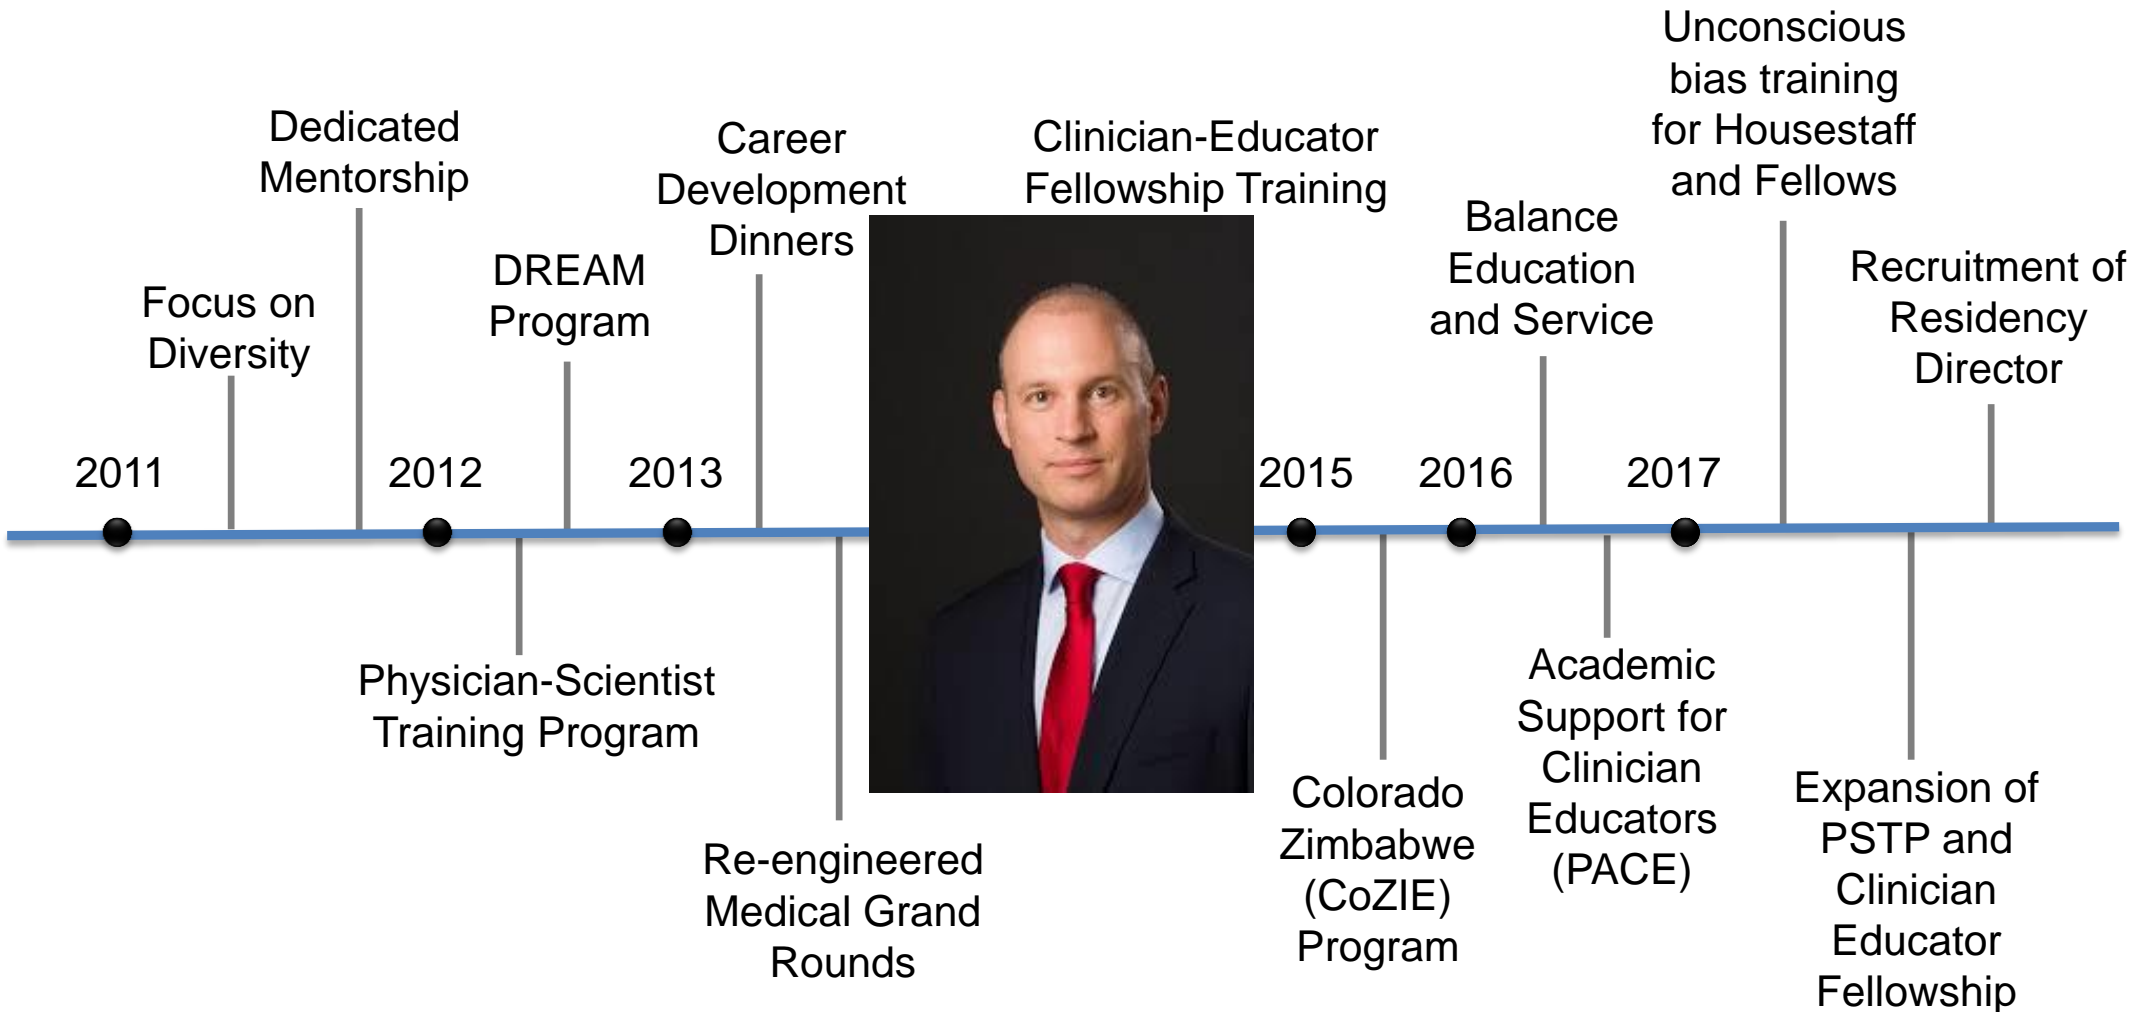 Focus on
Diversity
Dedicated
Mentorship
DREAM
Program
Career
Development
Dinners
Clinician-Educator
Fellowship Training
Balance
Education
and Service
Unconscious
bias training
for Housestaff
and Fellows
Recruitment of
Residency
Director
2011
2012
2013
2015
2016
2017
Physician-Scientist
Training Program
Re-engineered
Medical Grand
Rounds
Colorado
Zimbabwe
(CoZIE)
Program
Academic
Support for
Clinician
Educators
(PACE)
Expansion of
PSTP and
Clinician
Educator
Fellowship